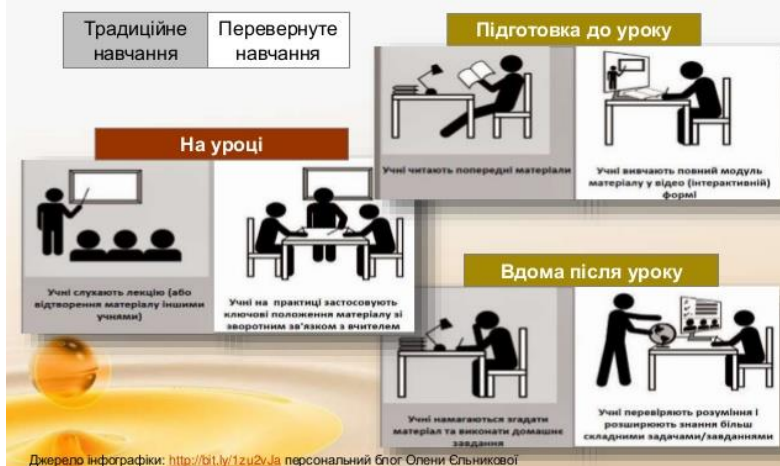 Традиційне
навчання
Перевернуте
навчання
Підготовка до уроку
Учні читають попередні матеріали
Учні вивчають повний модуль
матеріалу у відео (інтерактивній)
формі
На уроці
Учні слухають лекцію (або
відтворення матеріалу іншими
учнями)
Учні на практиці застосовують
ключові положення матеріалу зі
зворотним зв'язком з вчителем
Вдома після уроку
Учні намагаються згадати
матеріал та виконати домашнє
завдання
Учні перевіряють розуміння і
розширюють знання більш
складними задачами/завданнями
Джерело інфографіки: http://bit.ly/1zu2vJa персональний блог Олени Єльникової